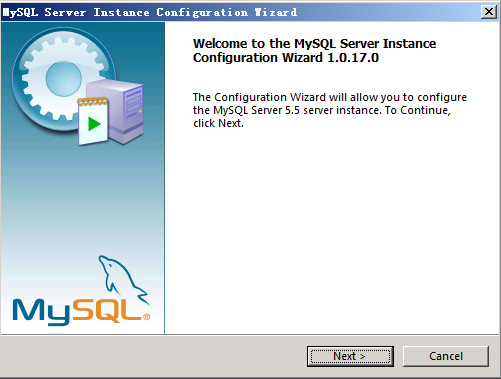 MySQL Server Instance Configuration Wizard
Welcome to the MySQL Server Instance
Configuration Wizard 1.0.17.0
The Configuration Wizard will allow you to configure
the MySQL Server 5.5 server instance. To Continue,
click Next.
MySQL®
Next >
Cancel